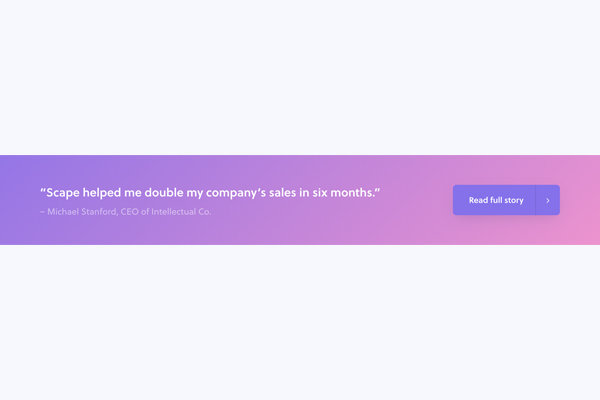 “Scape helped me double my company’s sales in six months.”
– Michael Stanford, CEO of Intellectual Co.
Read full story